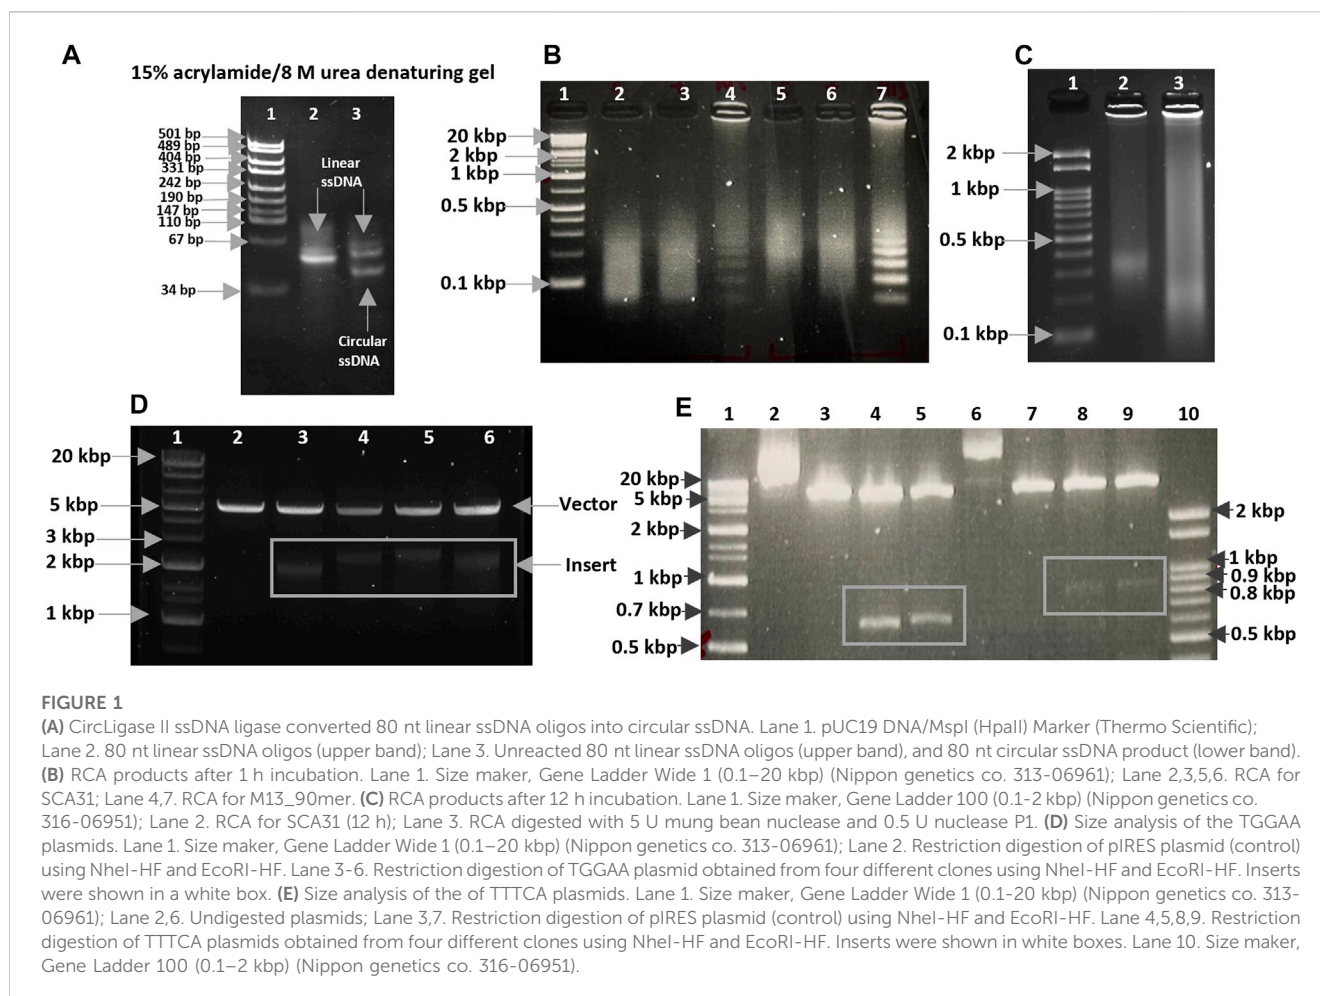 A
15% acrylamide/8 M urea denaturing gel
1 2 3
501 bp
489 bp
404 bp
331 bp
242 bp
190 bp
147 bp
110 bp
67 bp
34 bp
Linear
ssDNA
Circular
ssDNA
B
1 2 3 4 5 6 7
20 kbp
2 kbp
1 kbp
0.5 kbp
0.1 kbp
C
1 2 3
2 kbp
1 kbp
0.5 kbp
0.1 kbp
D
1 2 3 4 5 6
20 kbp
5 kbp
3 kbp
2 kbp
1 kbp
Vector
Insert
E
1 2 3 4 5 6 7 8 9 10
20 kbp
5 kbp
2 kbp
1 kbp
0.7 kbp
0.5 kbp
2 kbp
1 kbp
0.9 kbp
0.8 kbp
0.5 kbp
FIGURE 1
(A) CircLigase II ssDNA ligase converted 80 nt linear ssDNA oligos into circular ssDNA. Lane 1. pUC19 DNA/MspI (HpaII) Marker (Thermo Scientific);
Lane 2. 80 nt linear ssDNA oligos (upper band); Lane 3. Unreacted 80 nt linear ssDNA oligos (upper band), and 80 nt circular ssDNA product (lower band).
(B) RCA products after 1 h incubation. Lane 1. Size maker, Gene Ladder Wide 1 (0.1–20 kbp) (Nippon genetics co. 313-06961); Lane 2,3,5,6. RCA for
SCA31; Lane 4,7. RCA for M13_90mer. (C) RCA products after 12 h incubation. Lane 1. Size maker, Gene Ladder 100 (0.1-2 kbp) (Nippon genetics co.
316-06951); Lane 2. RCA for SCA31 (12 h); Lane 3. RCA digested with 5 U mung bean nuclease and 0.5 U nuclease P1. (D) Size analysis of the TGGAA
plasmids. Lane 1. Size maker, Gene Ladder Wide 1 (0.1–20 kbp) (Nippon genetics co. 313-06961); Lane 2. Restriction digestion of pIRES plasmid (control)
using NheI-HF and EcoRI-HF. Lane 3-6. Restriction digestion of TGGAA plasmid obtained from four different clones using NheI-HF and EcoRI-HF. Inserts
were shown in a white box. (E) Size analysis of the of TTTCA plasmids. Lane 1. Size maker, Gene Ladder Wide 1 (0.1-20 kbp) (Nippon genetics co. 313-
06961); Lane 2,6. Undigested plasmids; Lane 3,7. Restriction digestion of pIRES plasmid (control) using NheI-HF and EcoRI-HF. Lane 4,5,8,9. Restriction
digestion of TTTCA plasmids obtained from four different clones using NheI-HF and EcoRI-HF. Inserts were shown in white boxes. Lane 10. Size maker,
Gene Ladder 100 (0.1–2 kbp) (Nippon genetics co. 316-06951).